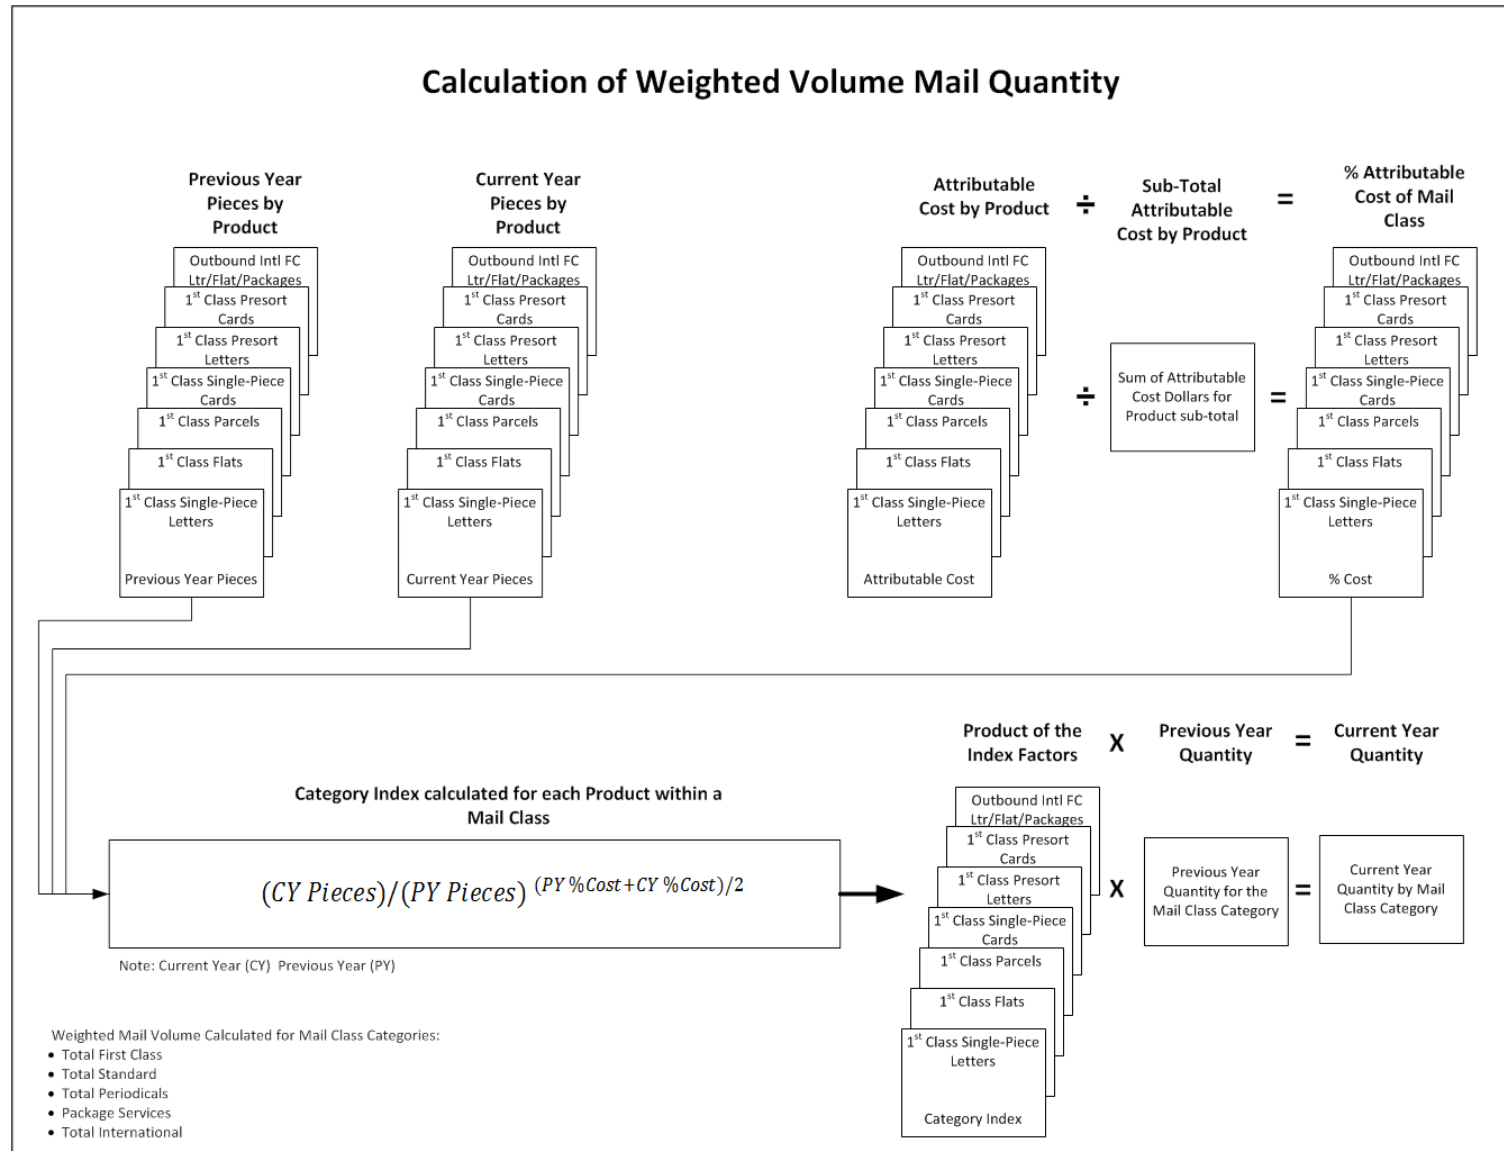 Calculation of Weighted Volume Mail Quantity
Previous Year
Pieces by
Product
Outbound Intl FC
Ltr/Flat/Packages
1st Class Presort
Cards
1st Class Presort
Letters
1st Class Single-Piece
Cards
1st Class Parcels
1st Class Flats
1st Class Single-Piece
Letters
Previous Year Pieces
Current Year
Pieces by
Product
Outbound Intl FC
Ltr/Flat/Packages
1st Class Presort
Cards
1st Class Presort
Letters
1st Class Single-Piece
Cards
1st Class Parcels
1st Class Flats
1st Class Single-Piece
Letters
Current Year Pieces
Attributable
Cost by Product
÷
Sub-Total
Attributable
Cost by Product
=
% Attributable
Cost of Mail
Class
Outbound Intl FC
Ltr/Flat/Packages
1st Class Presort
Cards
1st Class Presort
Letters
1st Class Single-Piece
Cards
1st Class Parcels
1st Class Flats
1st Class Single-Piece
Letters
Attributable Cost
÷
Sum of Attributable
Cost Dollars for
Product sub-total
=
Outbound Intl FC
Ltr/Flat/Packages
1st Class Presort
Cards
1st Class Presort
Letters
1st Class Single-Piece
Cards
1st Class Parcels
1st Class Flats
1st Class Single-Piece
Letters
% Cost
Category Index calculated for each Product within a
Mail Class
(CY Pieces)/(PY Pieces) (PY %Cost+CY %Cost)/2
Note: Current Year (CY)  Previous Year (PY)
Product of the
Index Factors
X
Previous Year
Quantity
=
Current Year
Quantity
Outbound Intl FC
Ltr/Flat/Packages
1st Class Presort
Cards
1st Class Presort
Letters
1st Class Single-Piece
Cards
1st Class Parcels
1st Class Flats
1st Class Single-Piece
Letters
Category Index
X
Previous Year
Quantity for the
Mail Class Category
=
Current Year
Quantity by Mail
Class Category
Weighted Mail Volume Calculated for Mail Class Categories:
• Total First Class
• Total Standard
• Total Periodicals
• Package Services
• Total International